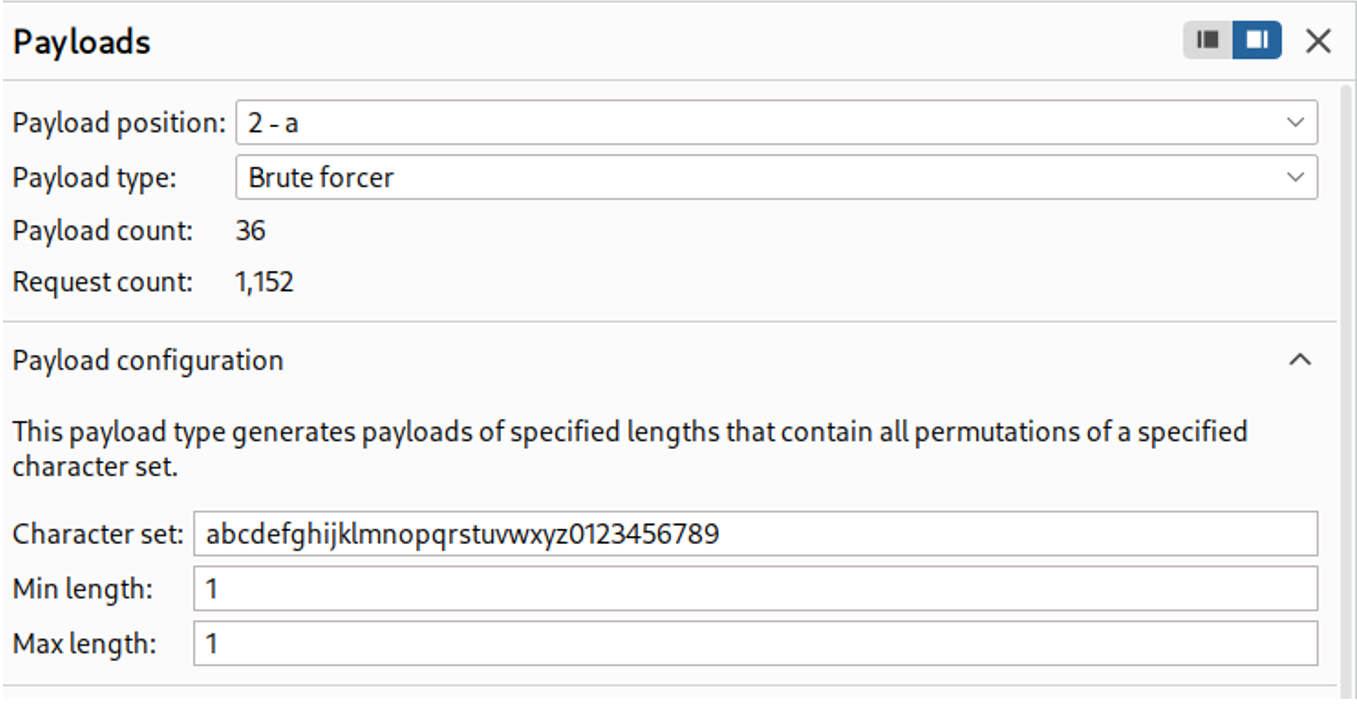 Payloads
Payload position: 2 - a
Payload type: Brute forcer
Payload count: 36
Request count: 1,152
Payload configuration
This payload type generates payloads of specified lengths that contain all permutations of a specified
character set.
Character set: abcdefghijklmnopqrstuvwxyz0123456789
Min length: 1
Max length: 1